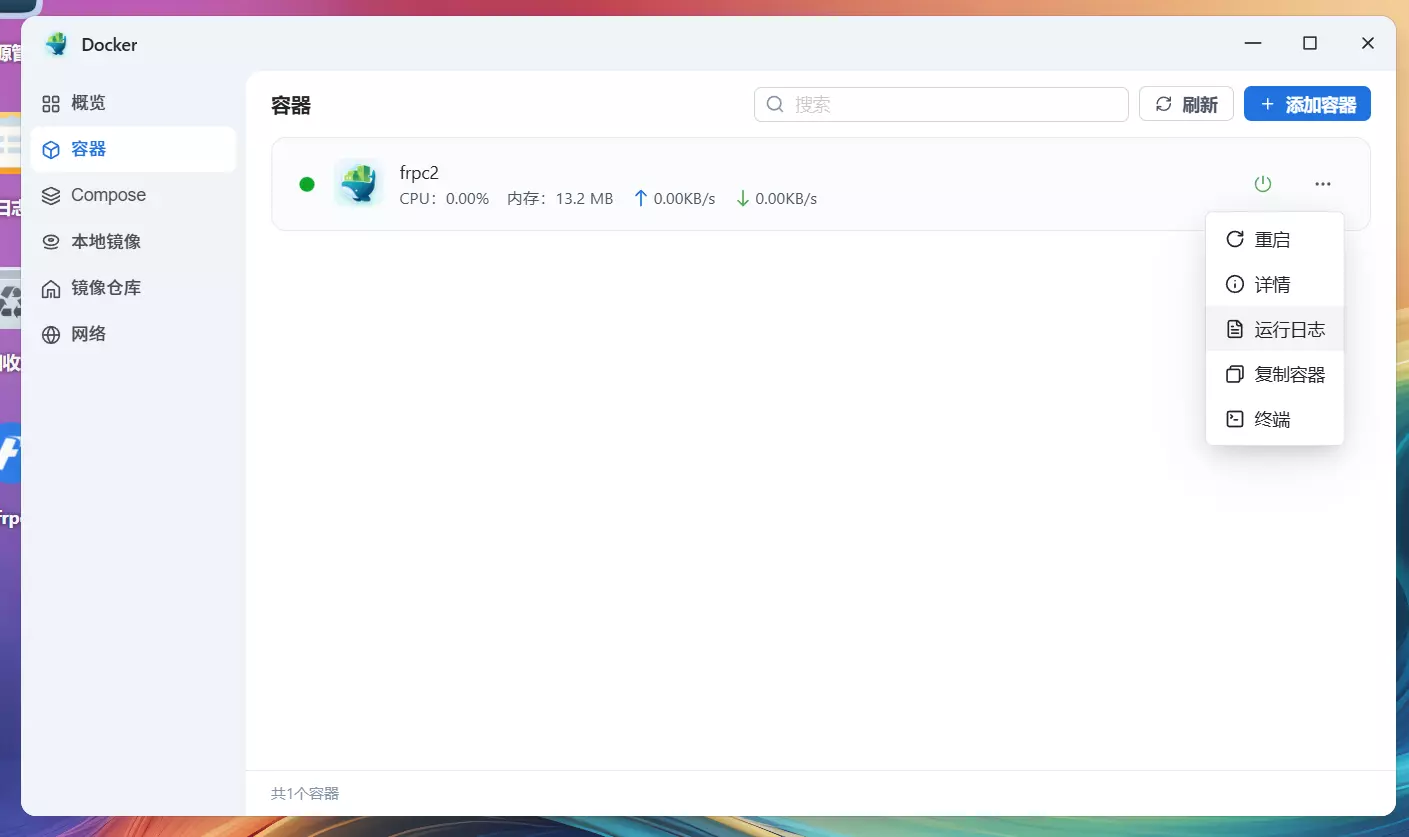 Docker
概览
容器
Compose
本地镜像
镜像仓库
网络
容器
搜索
刷新
添加容器
frpc2
CPU：0.00% 内存：13.2 MB 0.00KB/s 0.00KB/s
重启
详情
运行日志
复制容器
终端
共1个容器
源管
日志
frpc